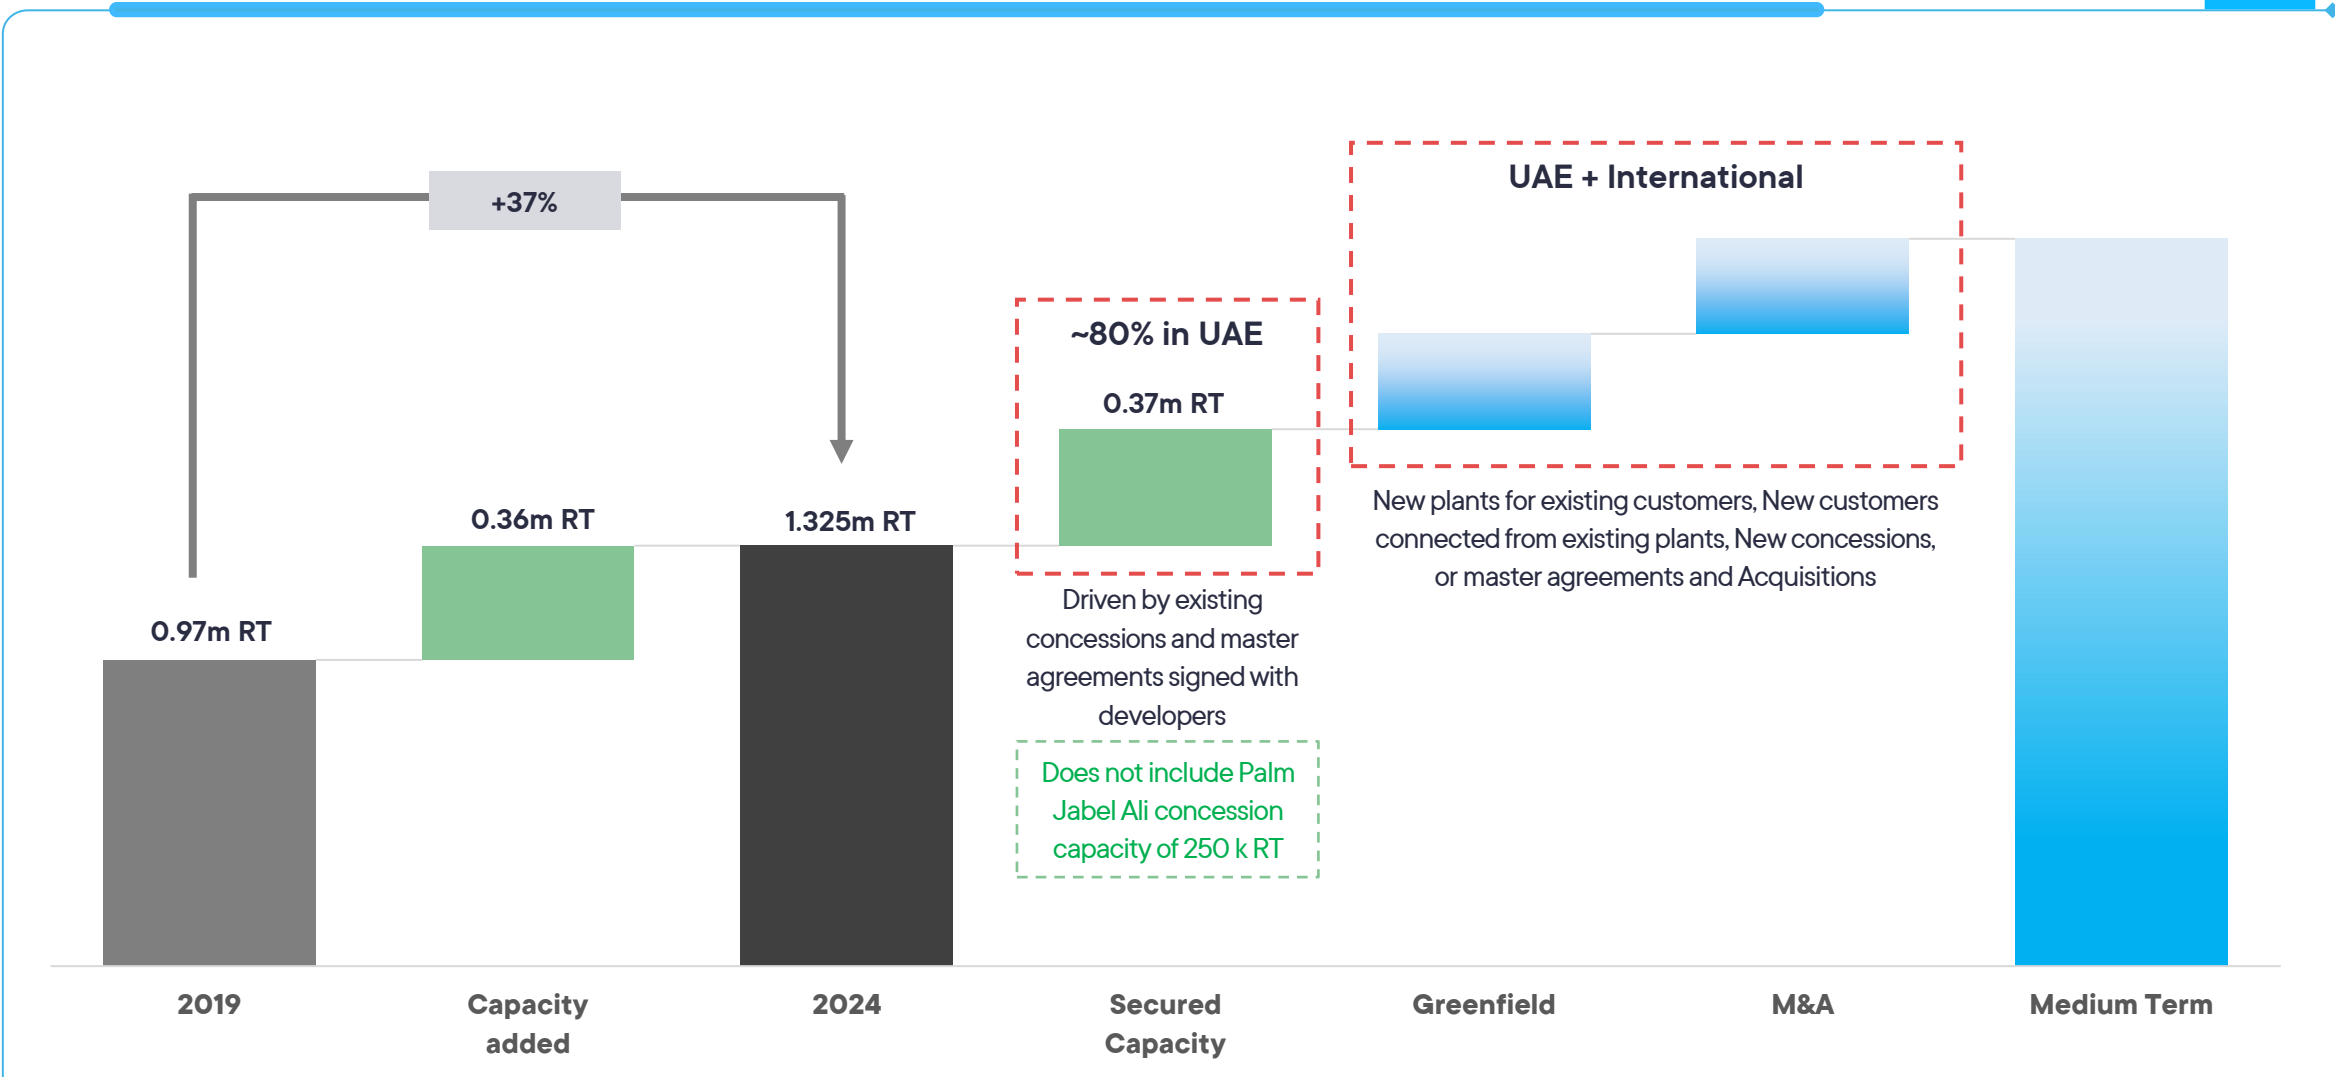 +37%
UAE + International
~80% in UAE
0.37m RT
0.36m RT
1.325m RT
0.97m RT
New plants for existing customers, New customers
connected from existing plants, New concessions,
or master agreements and Acquisitions
Driven by existing
concessions and master
agreements signed with
developers
Does not include Palm
Jabel Ali concession
capacity of 250 k RT
2019
Capacity
added
2024
Secured
Capacity
Greenfield
M&A
Medium Term